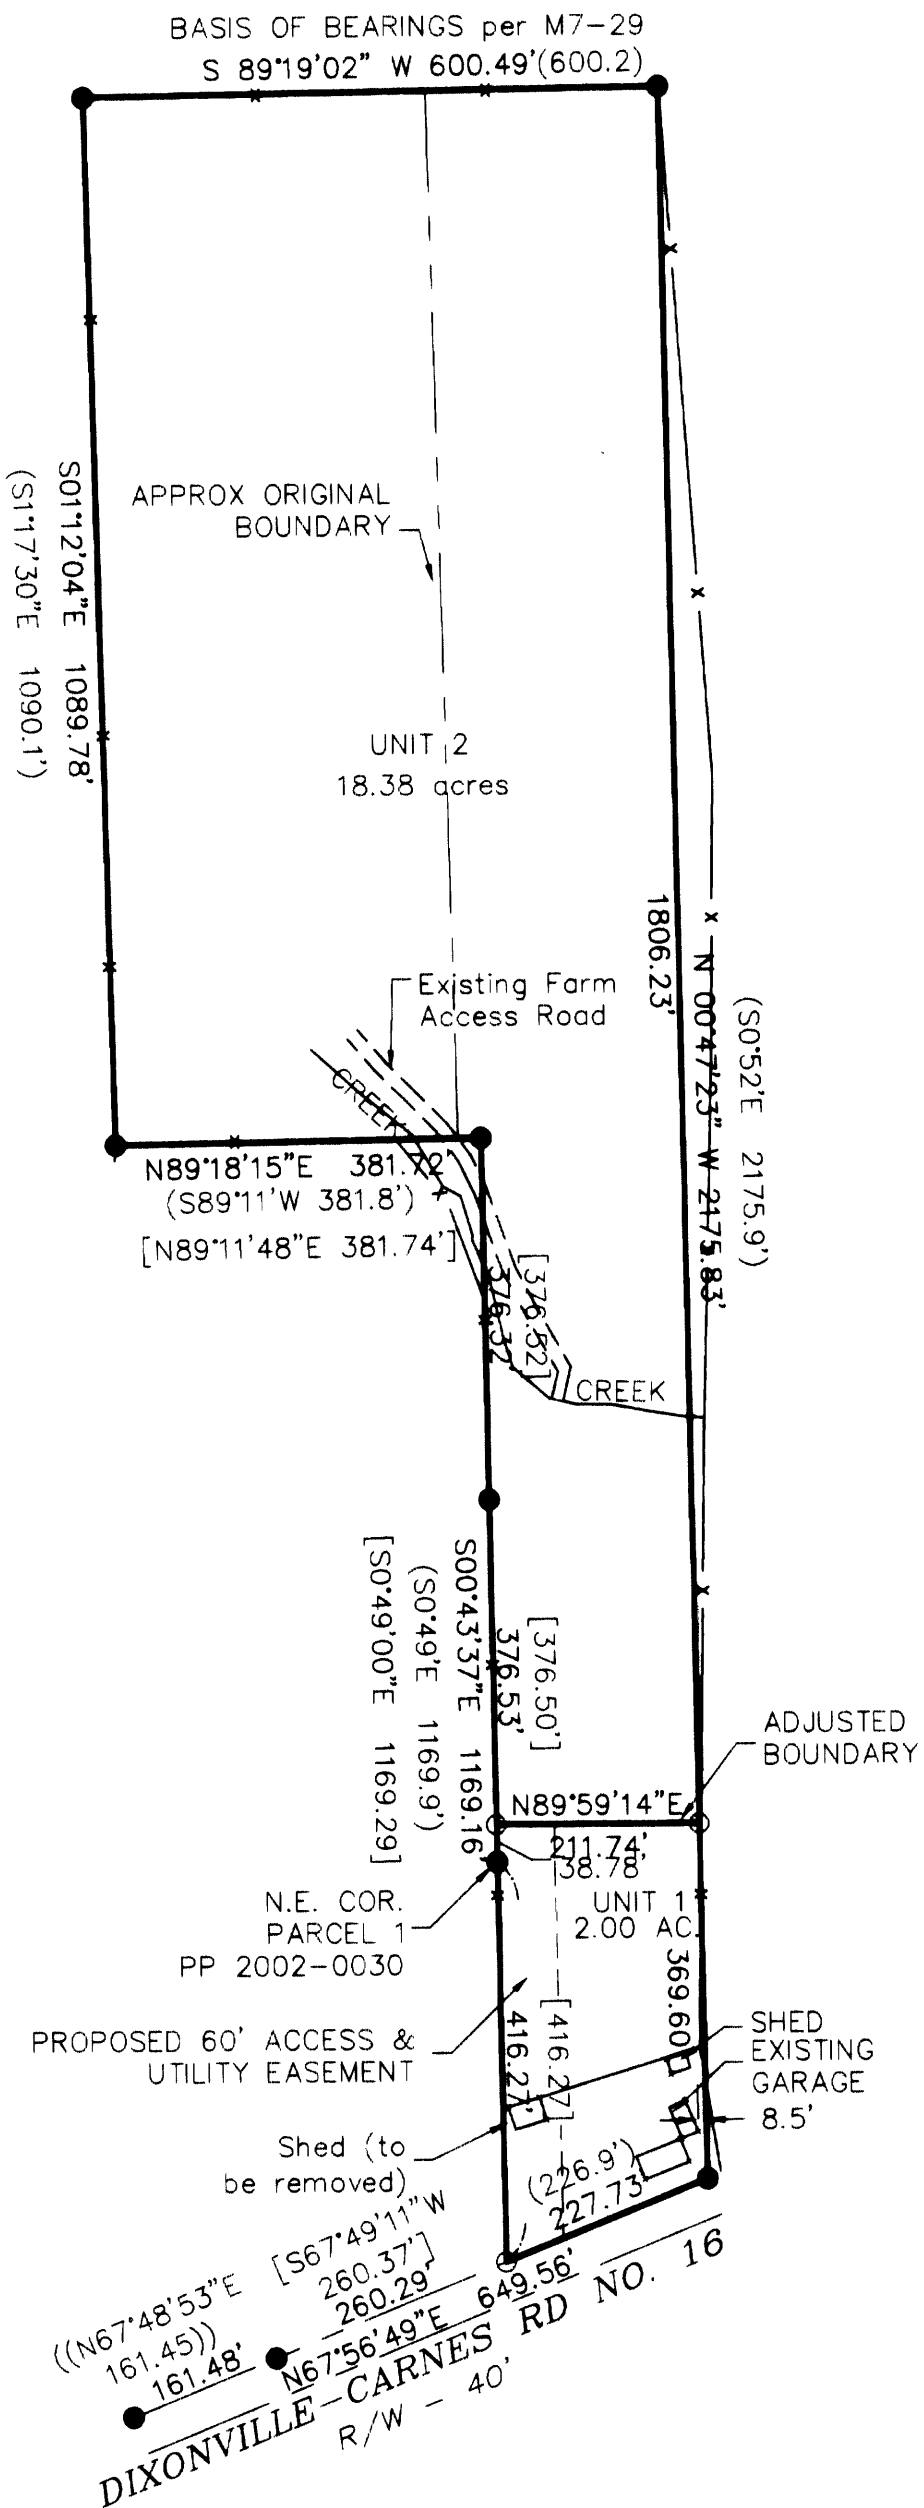 BASIS OF BEARINGS per M7-29
S 89°19'02" W 600.49'(600.2)
APPROX ORIGINAL
BOUNDARY
S01°12'04"E 1089.78'
(S1°17'30"E 1090.1')
UNIT 2
18.38 acres
1806.23'
N 00°47'23" W 2175.83'
(S0°52'E 2175.9')
Existing Farm
Access Road
CREEK
N89°18'15"E 381.72'
(S89°11'W 381.8')
[N89°11'48"E 381.74']
[376.52]
376.32'
CREEK
S00°43'37"E 1169.16'
(S0°49'E 1169.9')
[S0°49'00"E 1169.29]
[376.50']
376.53'
ADJUSTED
BOUNDARY
N89°59'14"E
211.74'
38.78'
N.E. COR.
PARCEL 1
PP 2002-0030
UNIT 1
2.00 AC.
369.60'
PROPOSED 60' ACCESS &
UTILITY EASEMENT
[416.27]
416.27'
SHED
EXISTING
GARAGE
8.5'
Shed (to
be removed)
(226.9')
227.73'
[S67°49'11"W
260.37']
260.29'
((N67°48'53"E
161.45))
161.48'
N67°56'49"E 649.56'
DIXONVILLE-CARNES RD NO. 16
R/W - 40'